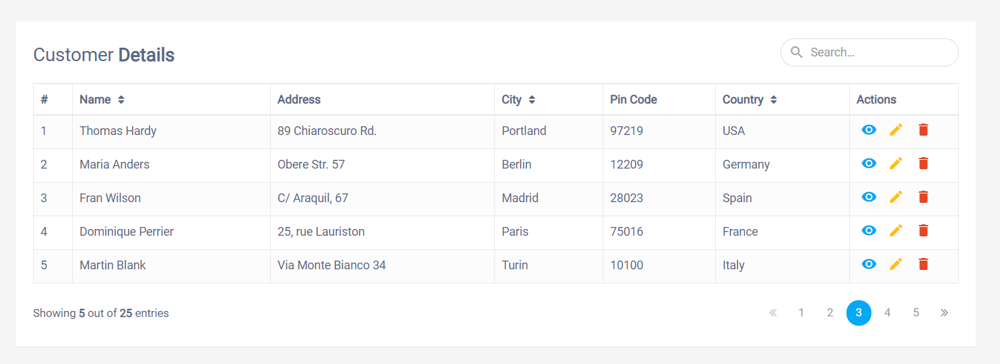 Customer Details
Search...
# Name Address City Pin Code Country Actions
1 Thomas Hardy 89 Chiaroscuro Rd. Portland 97219 USA
2 Maria Anders Obere Str. 57 Berlin 12209 Germany
3 Fran Wilson C/ Araquil, 67 Madrid 28023 Spain
4 Dominique Perrier 25, rue Lauriston Paris 75016 France
5 Martin Blank Via Monte Bianco 34 Turin 10100 Italy
Showing 5 out of 25 entries
« 1 2 3 4 5 »